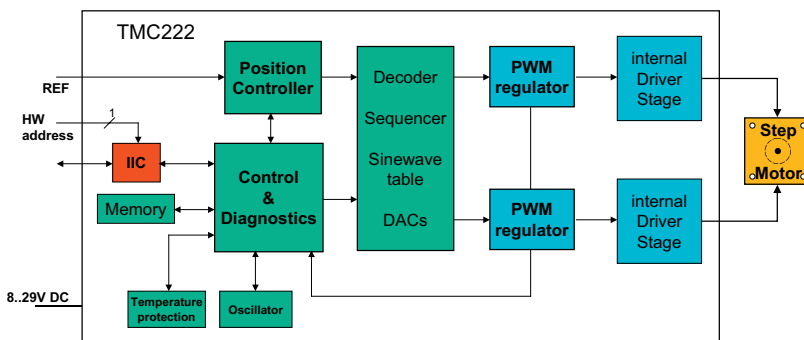 TMC222
REF
HW
address
1
IIC
Position
Controller
Control
&
Diagnostics
Memory
Temperature
protection
Oscillator
8..29V DC
Decoder
Sequencer
Sinewave
table
DACs
PWM
regulator
PWM
regulator
internal
Driver
Stage
internal
Driver
Stage
Step
Motor